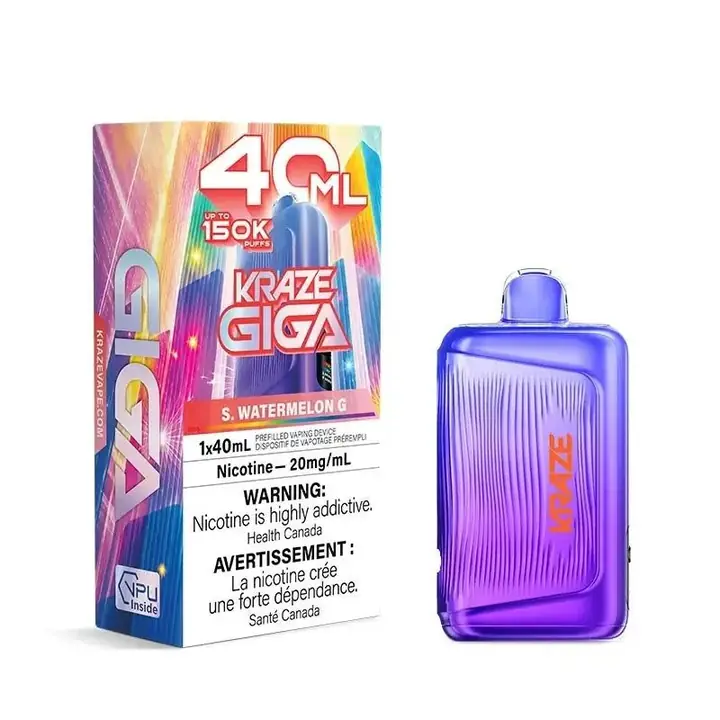 40ML
UP TO
150K
PUFFS
KRAZE
GIGA
S. WATERMELON G
1x40mL PREFILLED VAPING DEVICE
DISPOSITIF DE VAPOTAGE PRÉREMPLI
Nicotine — 20mg/mL
WARNING:
Nicotine is highly addictive.
Health Canada
AVERTISSEMENT :
La nicotine crée
une forte dépendance.
Santé Canada
GIGA
KRAZEVAPE.COM
VPU
Inside
KRAZE